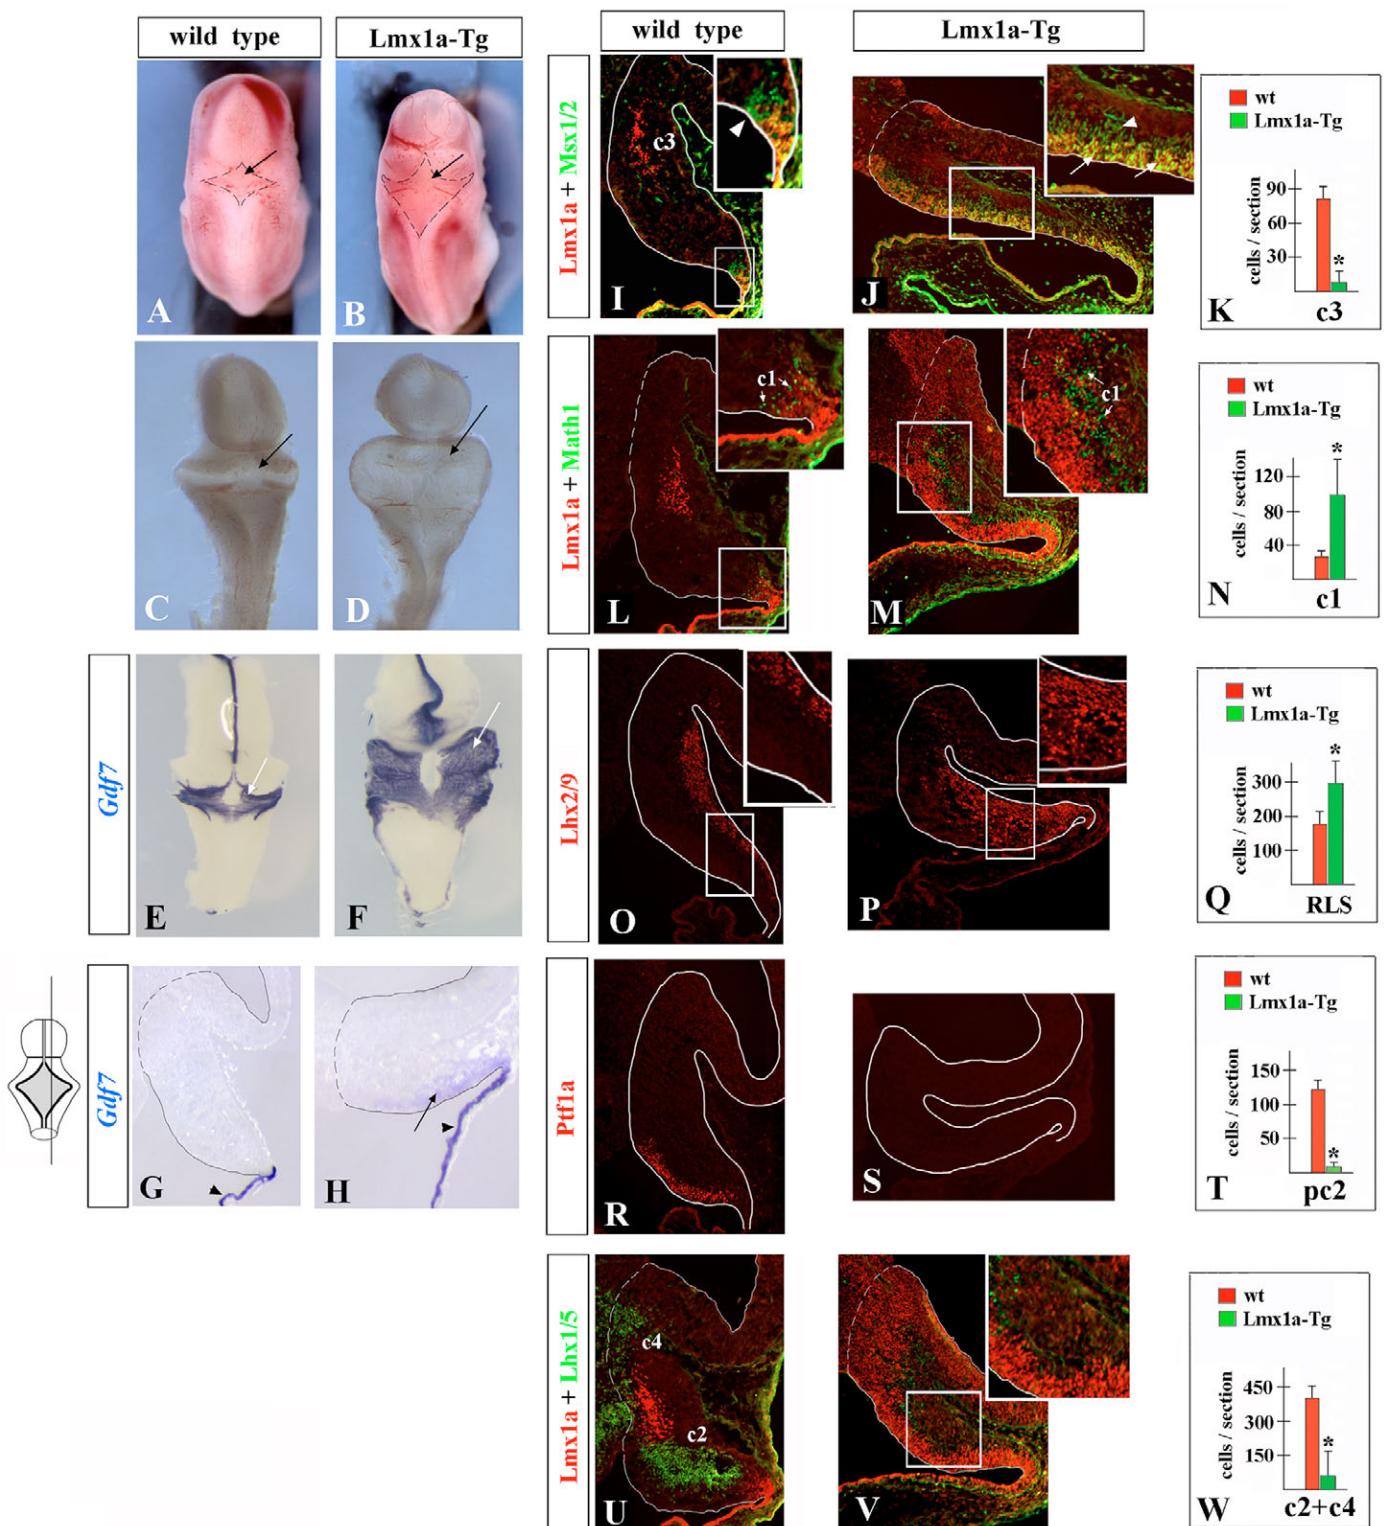 wild type
Lmx1a-Tg
A
B
C
D
Gdf7
E
F
Gdf7
G
H
wild type
Lmx1a-Tg
Lmx1a + Msx1/2
c3
I
J
wt
Lmx1a-Tg
cells / section
90
60
30
*
K
c3
Lmx1a + Math1
c1
L
c1
M
wt
Lmx1a-Tg
cells / section
120
80
40
*
N
c1
Lhx2/9
O
P
wt
Lmx1a-Tg
cells / section
300
200
100
*
Q
RLS
Ptf1a
R
S
wt
Lmx1a-Tg
cells / section
150
100
50
*
T
pc2
Lmx1a + Lhx1/5
c4
c2
U
V
wt
Lmx1a-Tg
cells / section
450
300
150
*
W
c2+c4